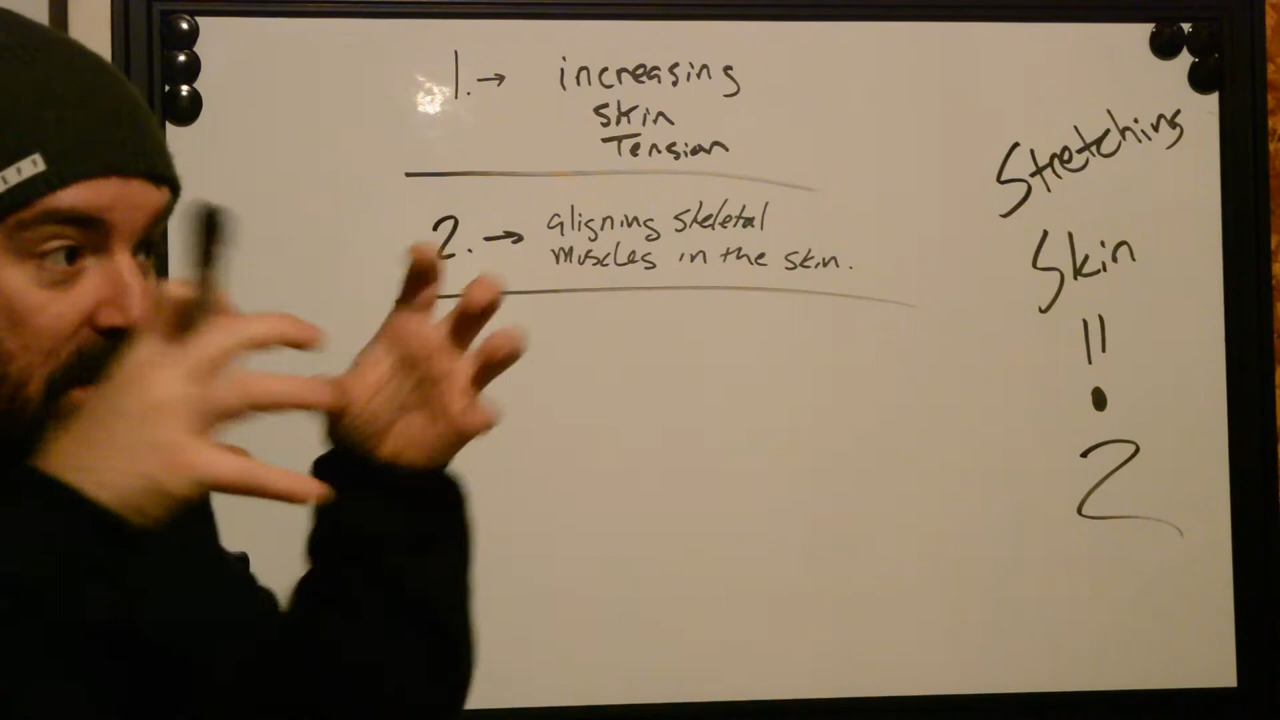 1. → increasing
skin
Tension
2. → aligning skeletal
muscles in the skin.
Stretching
Skin
!!
2